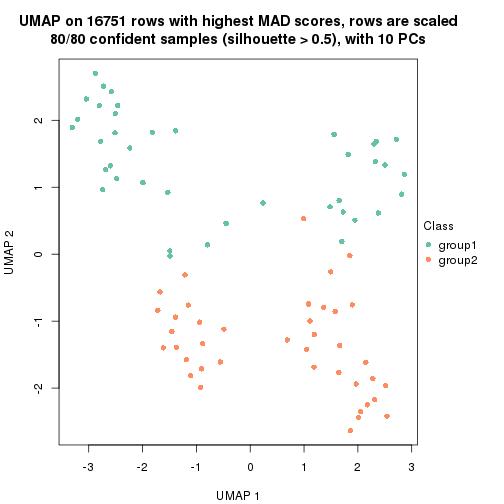 UMAP on 16751 rows with highest MAD scores, rows are scaled
80/80 confident samples (silhouette > 0.5), with 10 PCs
2
1
0
-1
-2
UMAP 2
Class
group1
group2
-3 -2 -1 0 1 2 3
UMAP 1